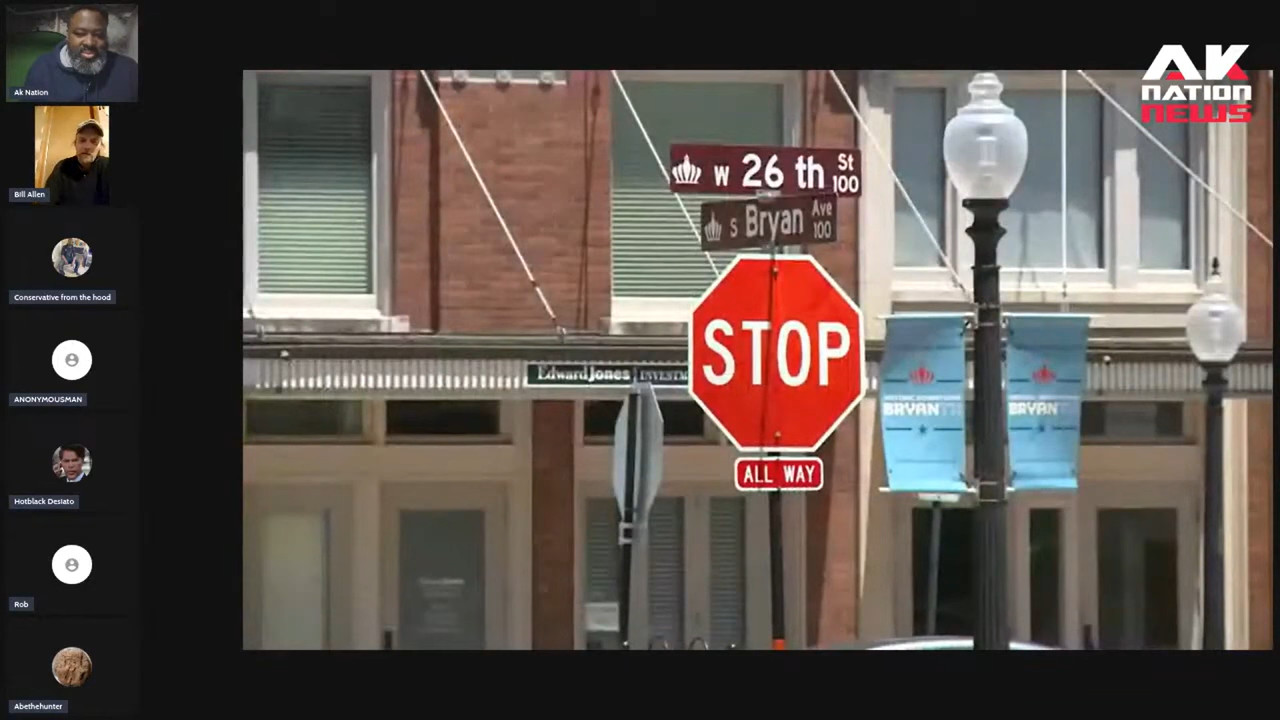 Ak Nation
Bill Allen
Conservative from the hood
ANONYMOUSMAN
Hotblack Desiato
Rob
Abethehunter
AK
NATION
NEWS
W 26 th St
100
S Bryan Ave
100
Edward Jones
STOP
ALL WAY
BRYAN
BRYAN